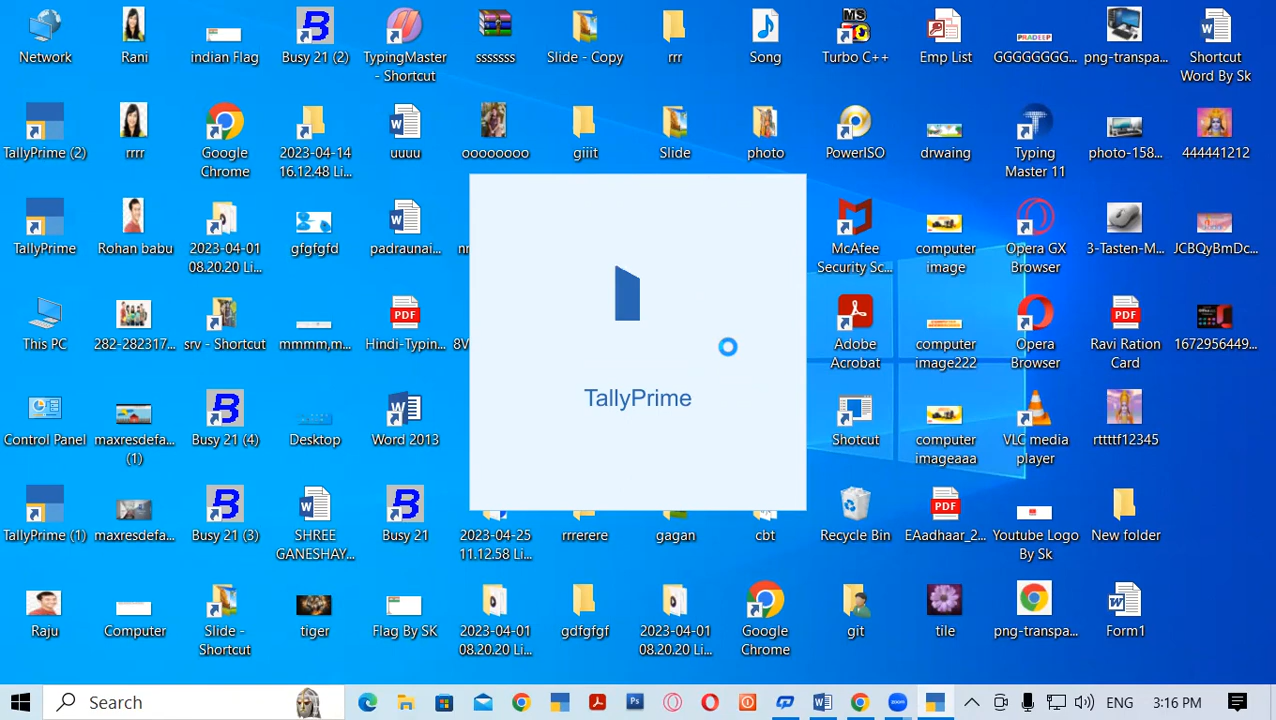 Network
Rani
indian Flag
Busy 21 (2)
TypingMaster
- Shortcut
sssssss
Slide - Copy
rrr
Song
MS
Turbo C++
Emp List
PRADEEP
GGGGGGGG...
png-transpa...
Shortcut
Word By Sk
TallyPrime (2)
rrrr
Google
Chrome
2023-04-14
16.12.48 Li...
uuuu
oooooooo
giiit
Slide
photo
PowerISO
drwaing
Typing
Master 11
photo-158...
444441212
TallyPrime
Rohan babu
2023-04-01
08.20.20 Li...
gfgfgfd
padraunai...
McAfee
Security Sc...
computer
image
Opera GX
Browser
3-Tasten-M...
JCBQyBmDc...
This PC
282-282317...
srv - Shortcut
mmmm,m...
PDF
Hindi-Typin...
8V
Adobe
Acrobat
computer
image222
Opera
Browser
PDF
Ravi Ration
Card
1672956449...
TallyPrime
Control Panel
maxresdefa...
(1)
Busy 21 (4)
Desktop
Word 2013
Shotcut
computer
imageaaa
VLC media
player
rttttf12345
TallyPrime (1)
maxresdefa...
Busy 21 (3)
SHREE
GANESHAY...
Busy 21
2023-04-25
11.12.58 Li...
rrrerere
gagan
cbt
Recycle Bin
PDF
EAadhaar_2...
Youtube Logo
By Sk
New folder
Raju
Computer
Slide -
Shortcut
tiger
Flag By SK
2023-04-01
08.20.20 Li...
gdfgfgf
2023-04-01
08.20.20 Li...
Google
Chrome
git
tile
png-transpa...
Form1
Search
Ps
zoom
ENG
3:16 PM